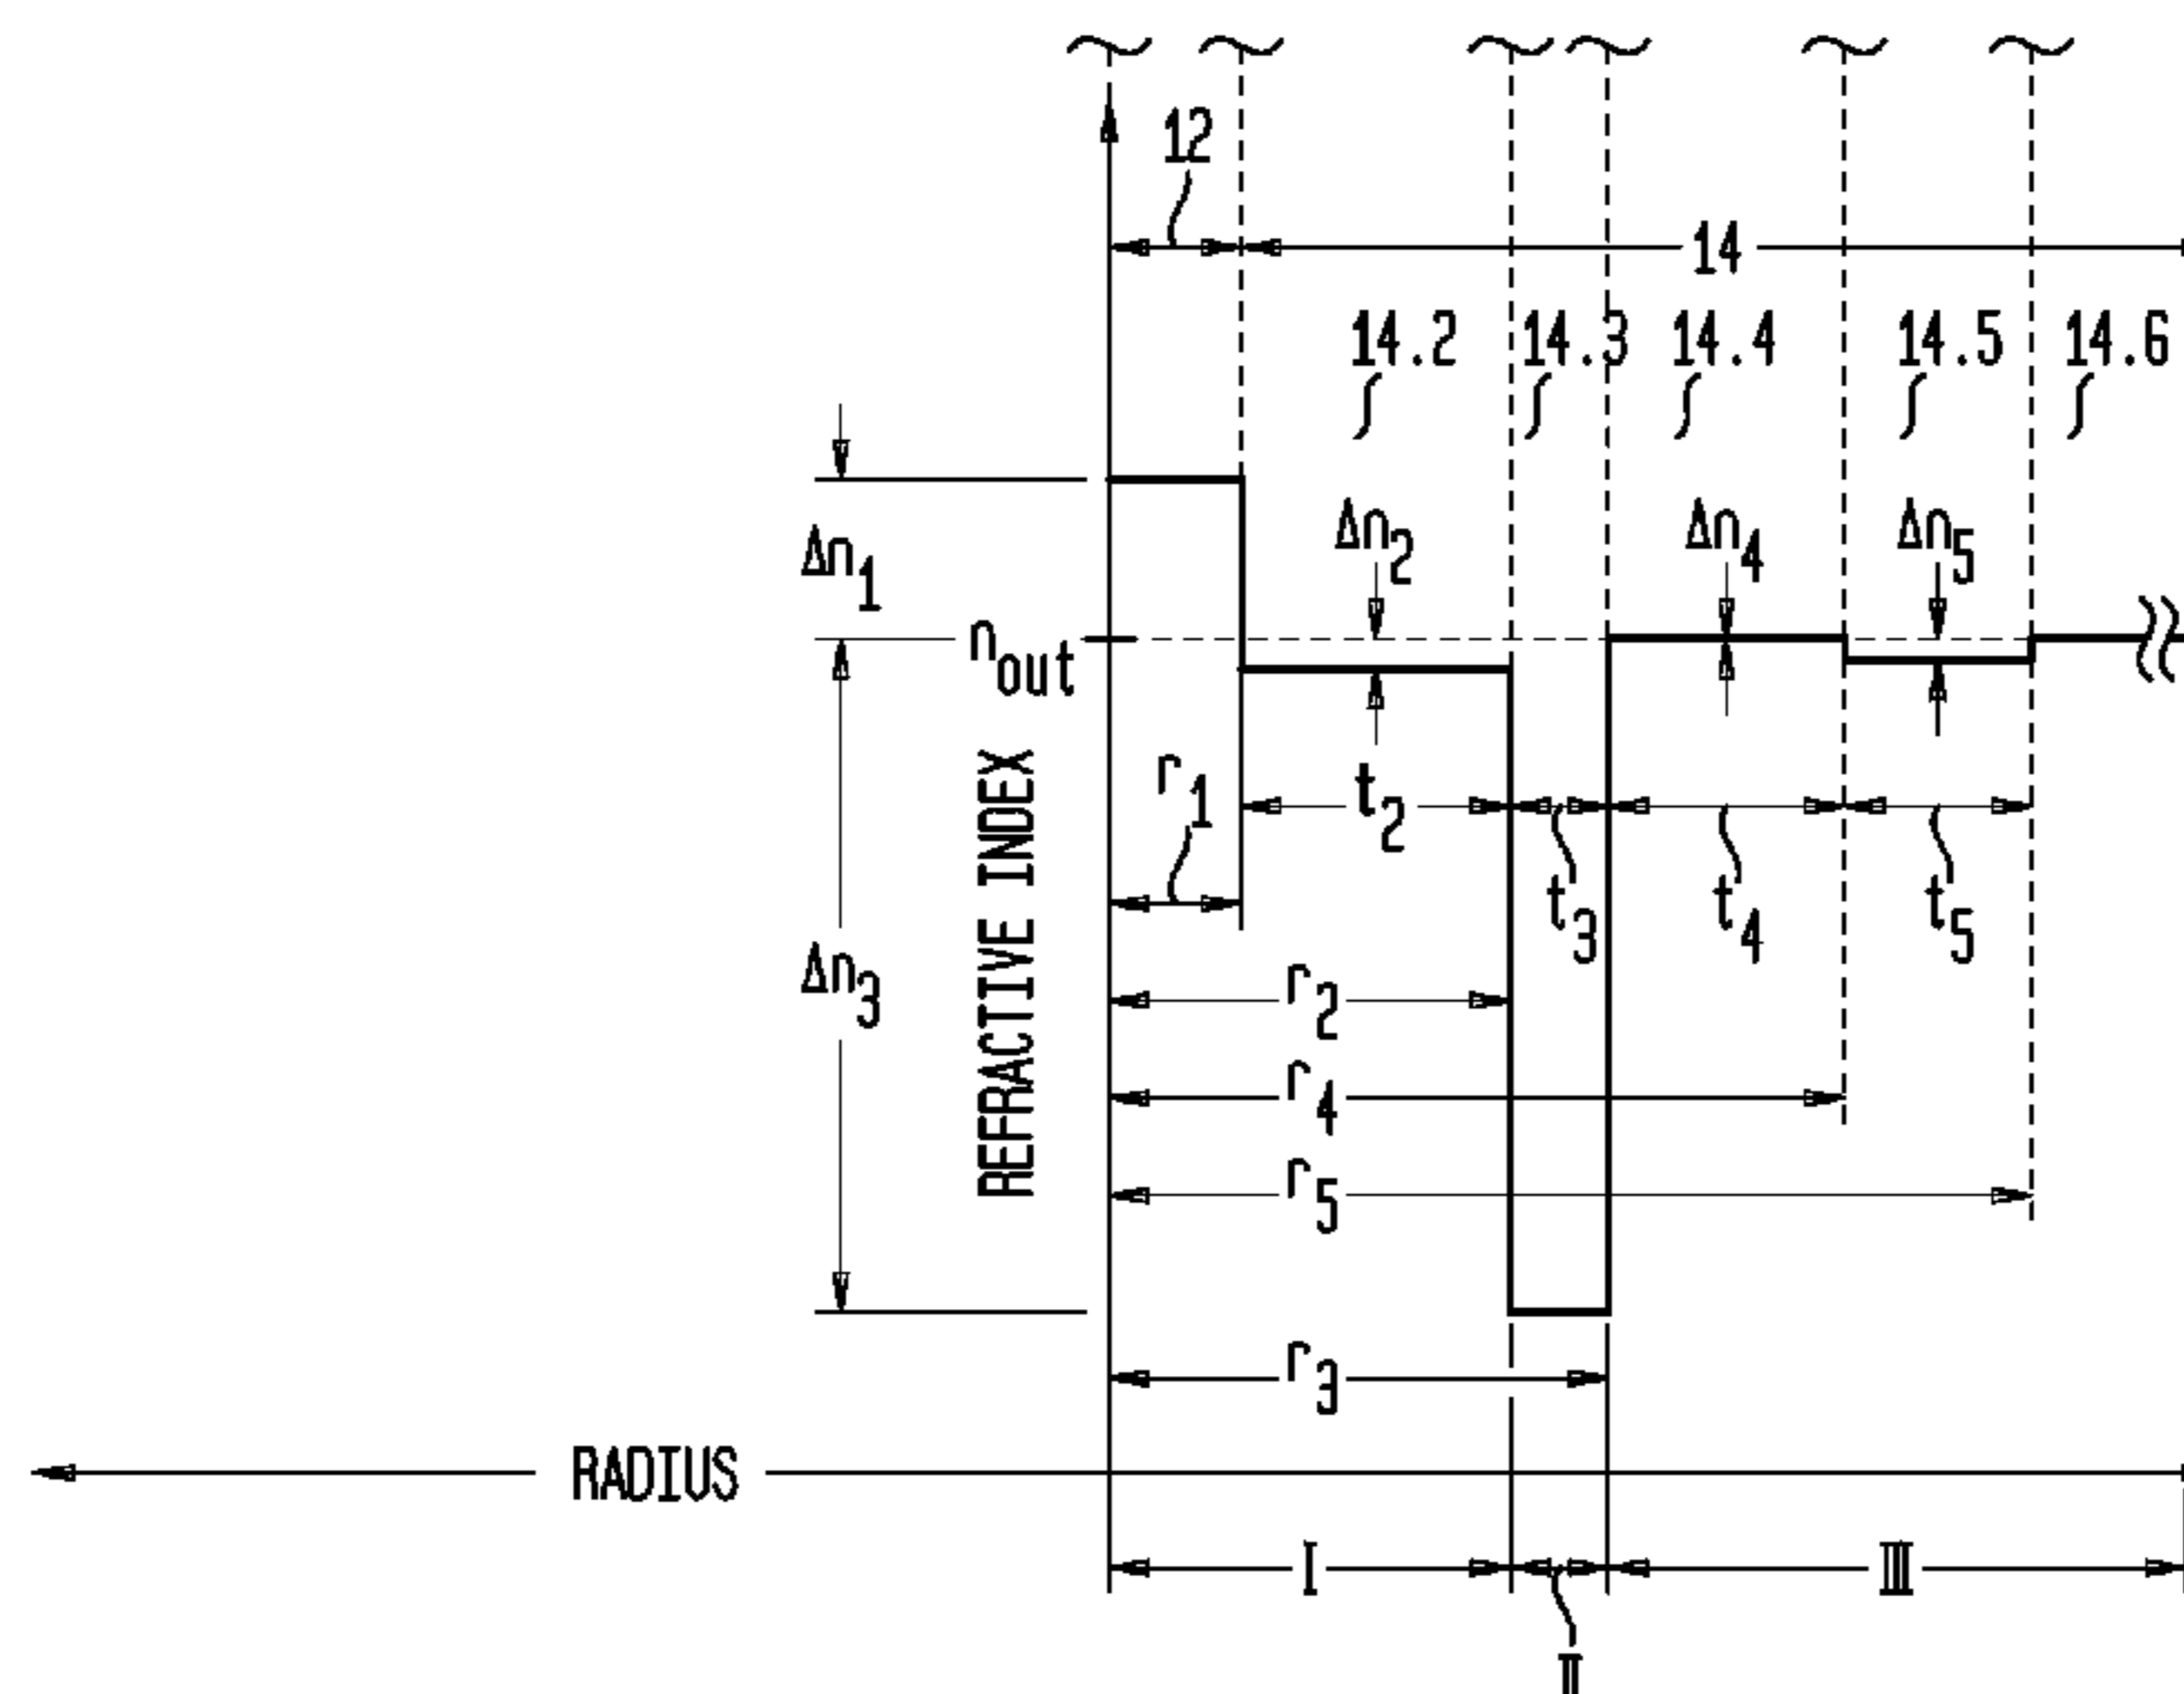 12
14
14.2 14.3 14.4 14.5 14.6
Δn2 Δn4 Δn5
Δn1
nout
r1 t2
t3 t4 t5
Δn3
REFRACTIVE INDEX
r2
r4
r5
r3
RADIUS
I III
II